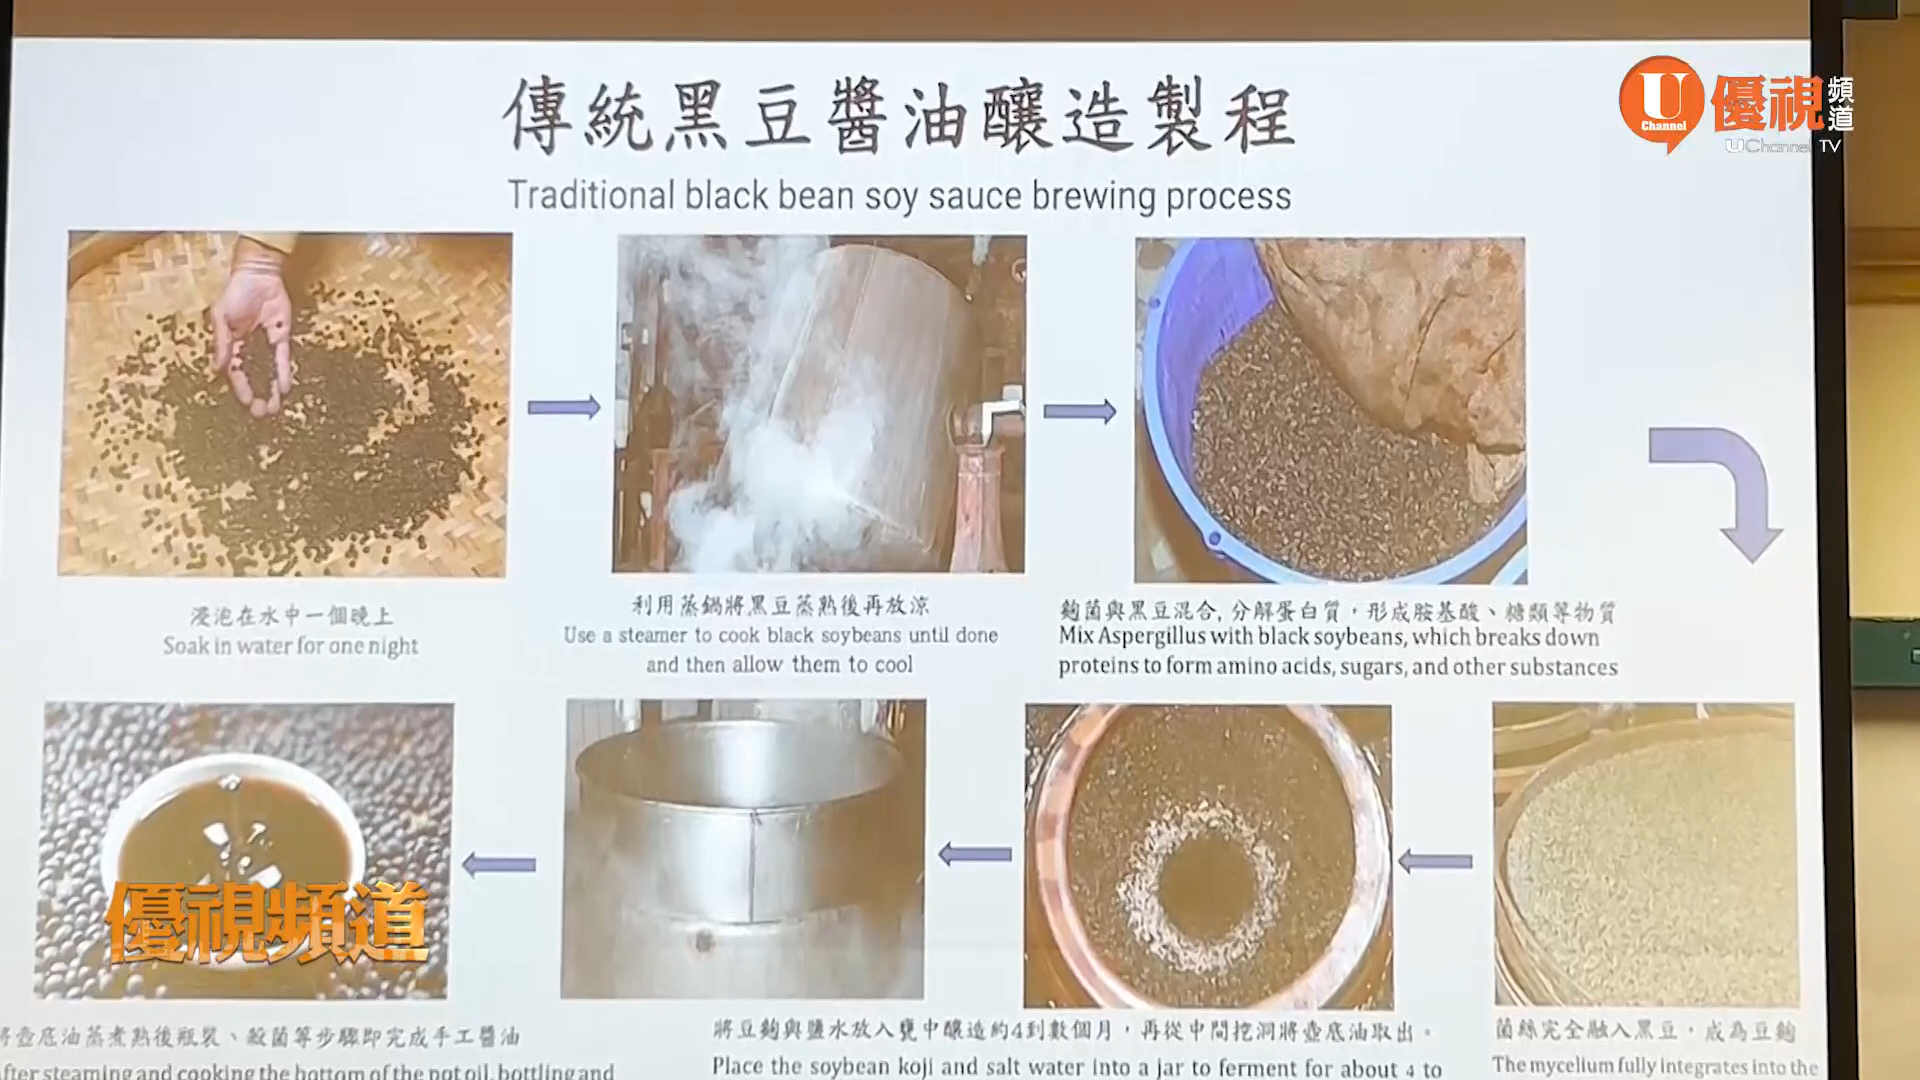 傳統黑豆醬油釀造製程
Traditional black bean soy sauce brewing process
U
Channel
優視
頻道
UChannel TV
浸泡在水中一個晚上
Soak in water for one night
利用蒸鍋將黑豆蒸熟後再放涼
Use a steamer to cook black soybeans until done
and then allow them to cool
麴菌與黑豆混合, 分解蛋白質，形成胺基酸、糖類等物質
Mix Aspergillus with black soybeans, which breaks down
proteins to form amino acids, sugars, and other substances
菌絲完全融入黑豆，成為豆麴
The mycelium fully integrates into the
將豆麴與鹽水放入甕中釀造約4到數個月，再從中間挖洞將壺底油取出。
Place the soybean koji and salt water into a jar to ferment for about 4 to
將壺底油蒸煮熟後瓶裝、殺菌等步驟即完成手工醬油
fter steaming and cooking the bottom of the pot oil, bottling and
優視頻道